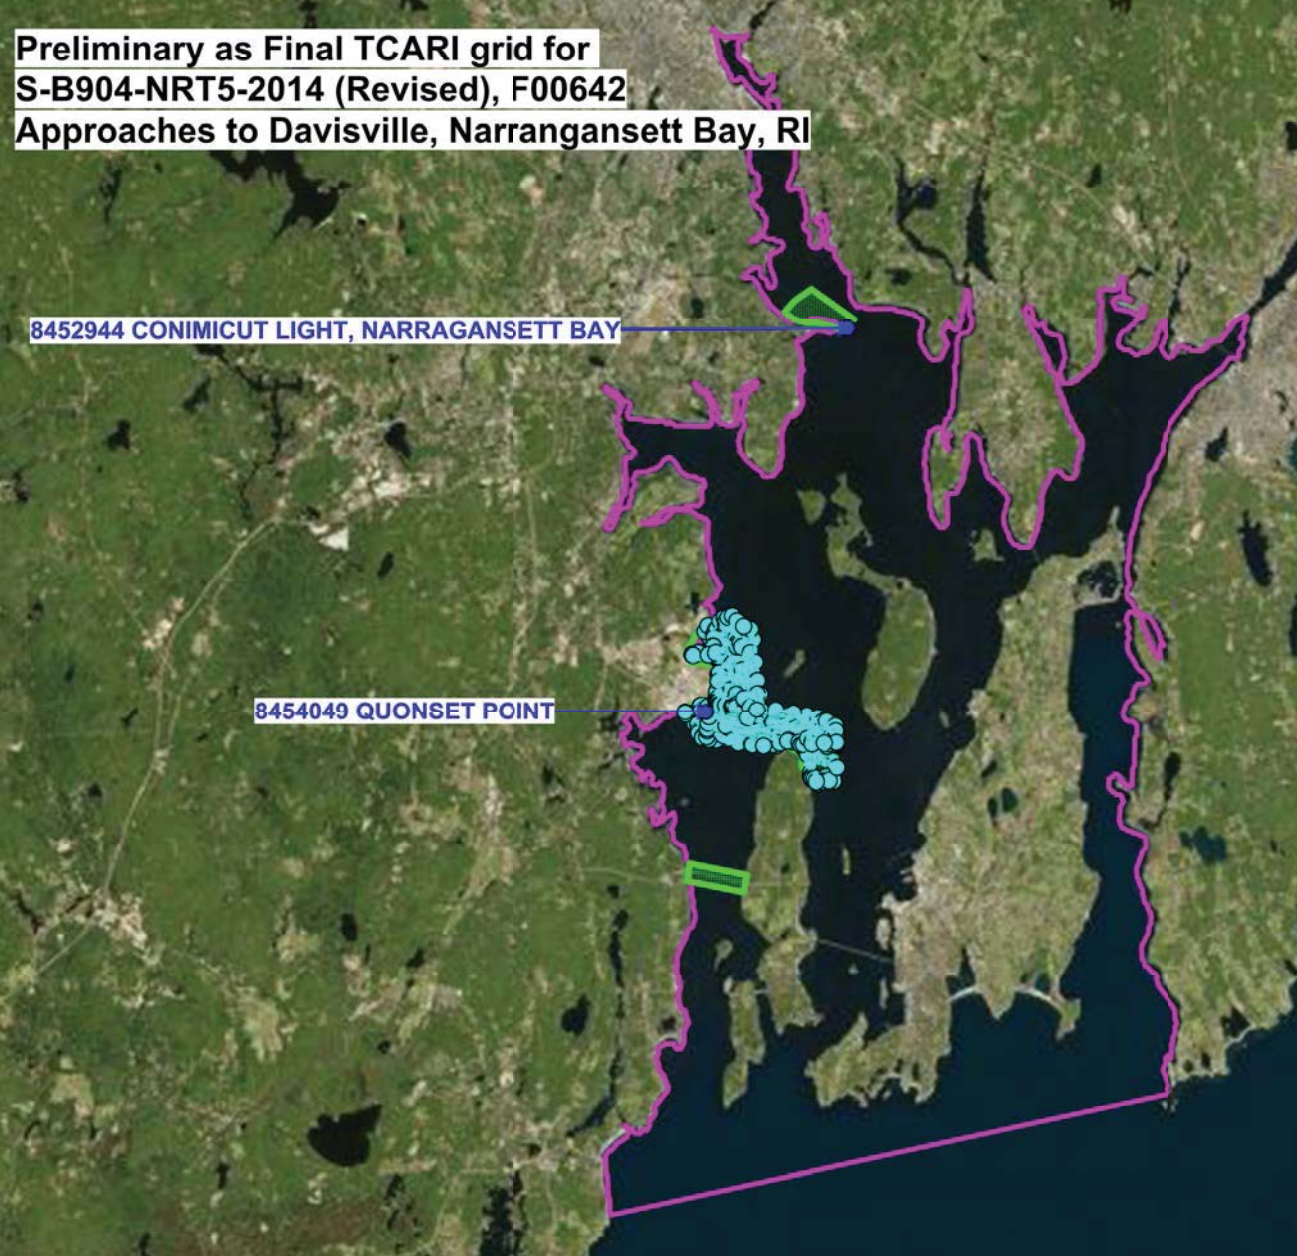 Preliminary as Final TCARI grid for
S-B904-NRT5-2014 (Revised), F00642
Approaches to Davisville, Narrangansett Bay, RI
8452944 CONIMICUT LIGHT, NARRAGANSETT BAY
8454049 QUONSET POINT